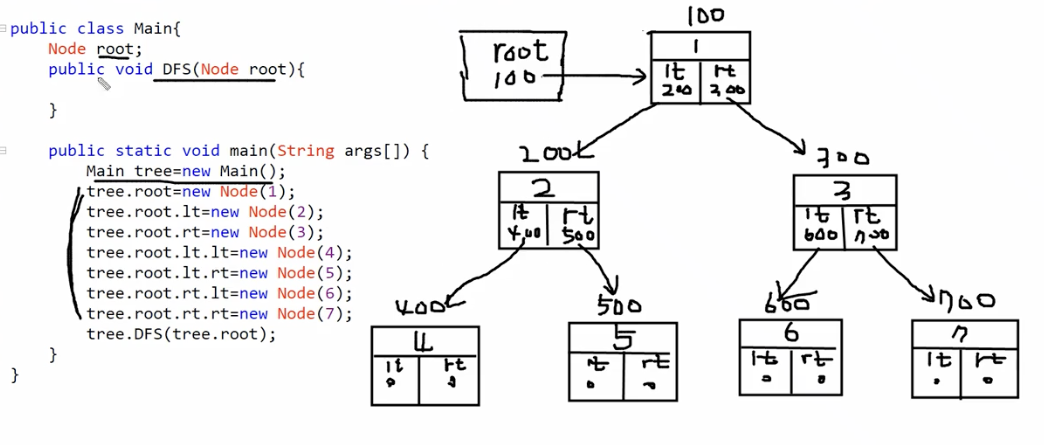 public class Main{
Node root;
public void DFS(Node root){
}
public static void main(String args[]) {
Main tree=new Main();
tree.root=new Node(1);
tree.root.lt=new Node(2);
tree.root.rt=new Node(3);
tree.root.lt.lt=new Node(4);
tree.root.lt.rt=new Node(5);
tree.root.rt.lt=new Node(6);
tree.root.rt.rt=new Node(7);
tree.DFS(tree.root);
}
}
100
root
100
1
lt rt
200 300
200
2
lt rt
400 500
300
3
lt rt
600 700
400
4
lt rt
0 0
500
5
rt
0 0
600
6
lt rt
0 0
700
7
lt rt
0 0